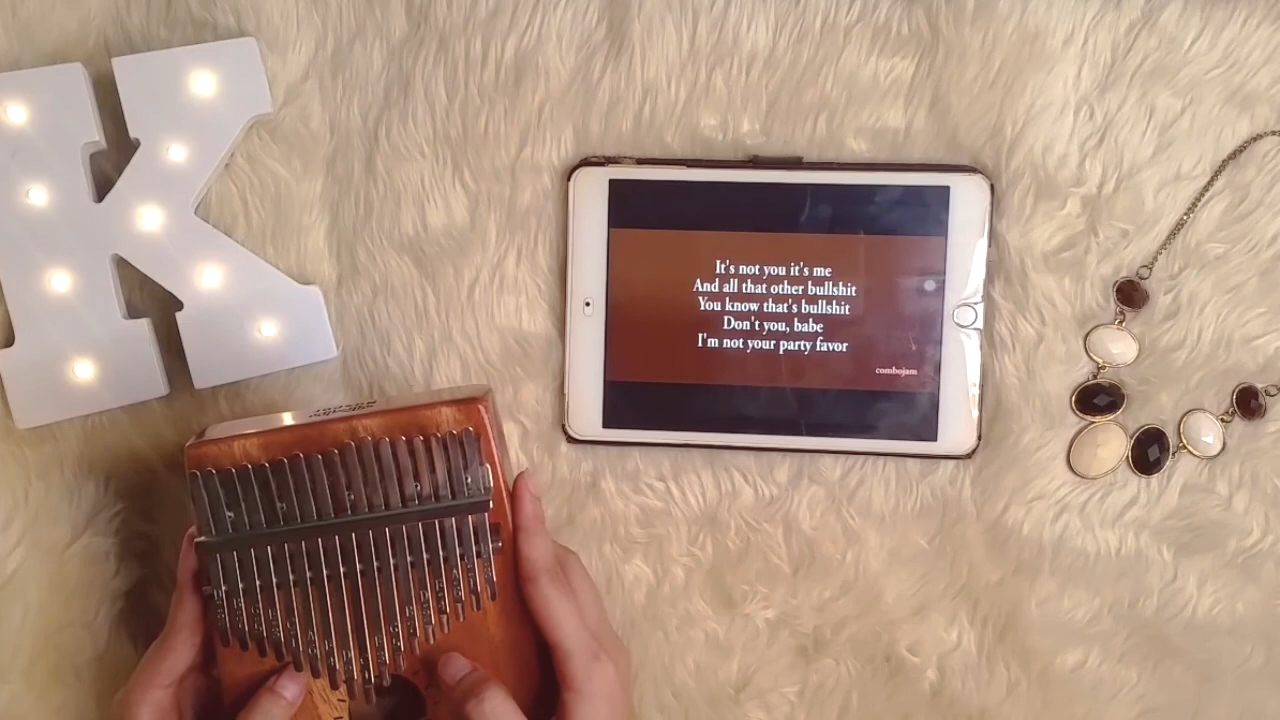 K
It's not you it's me
And all that other bullshit
You know that's bullshit
Don't you, babe
I'm not your party favor
combojam